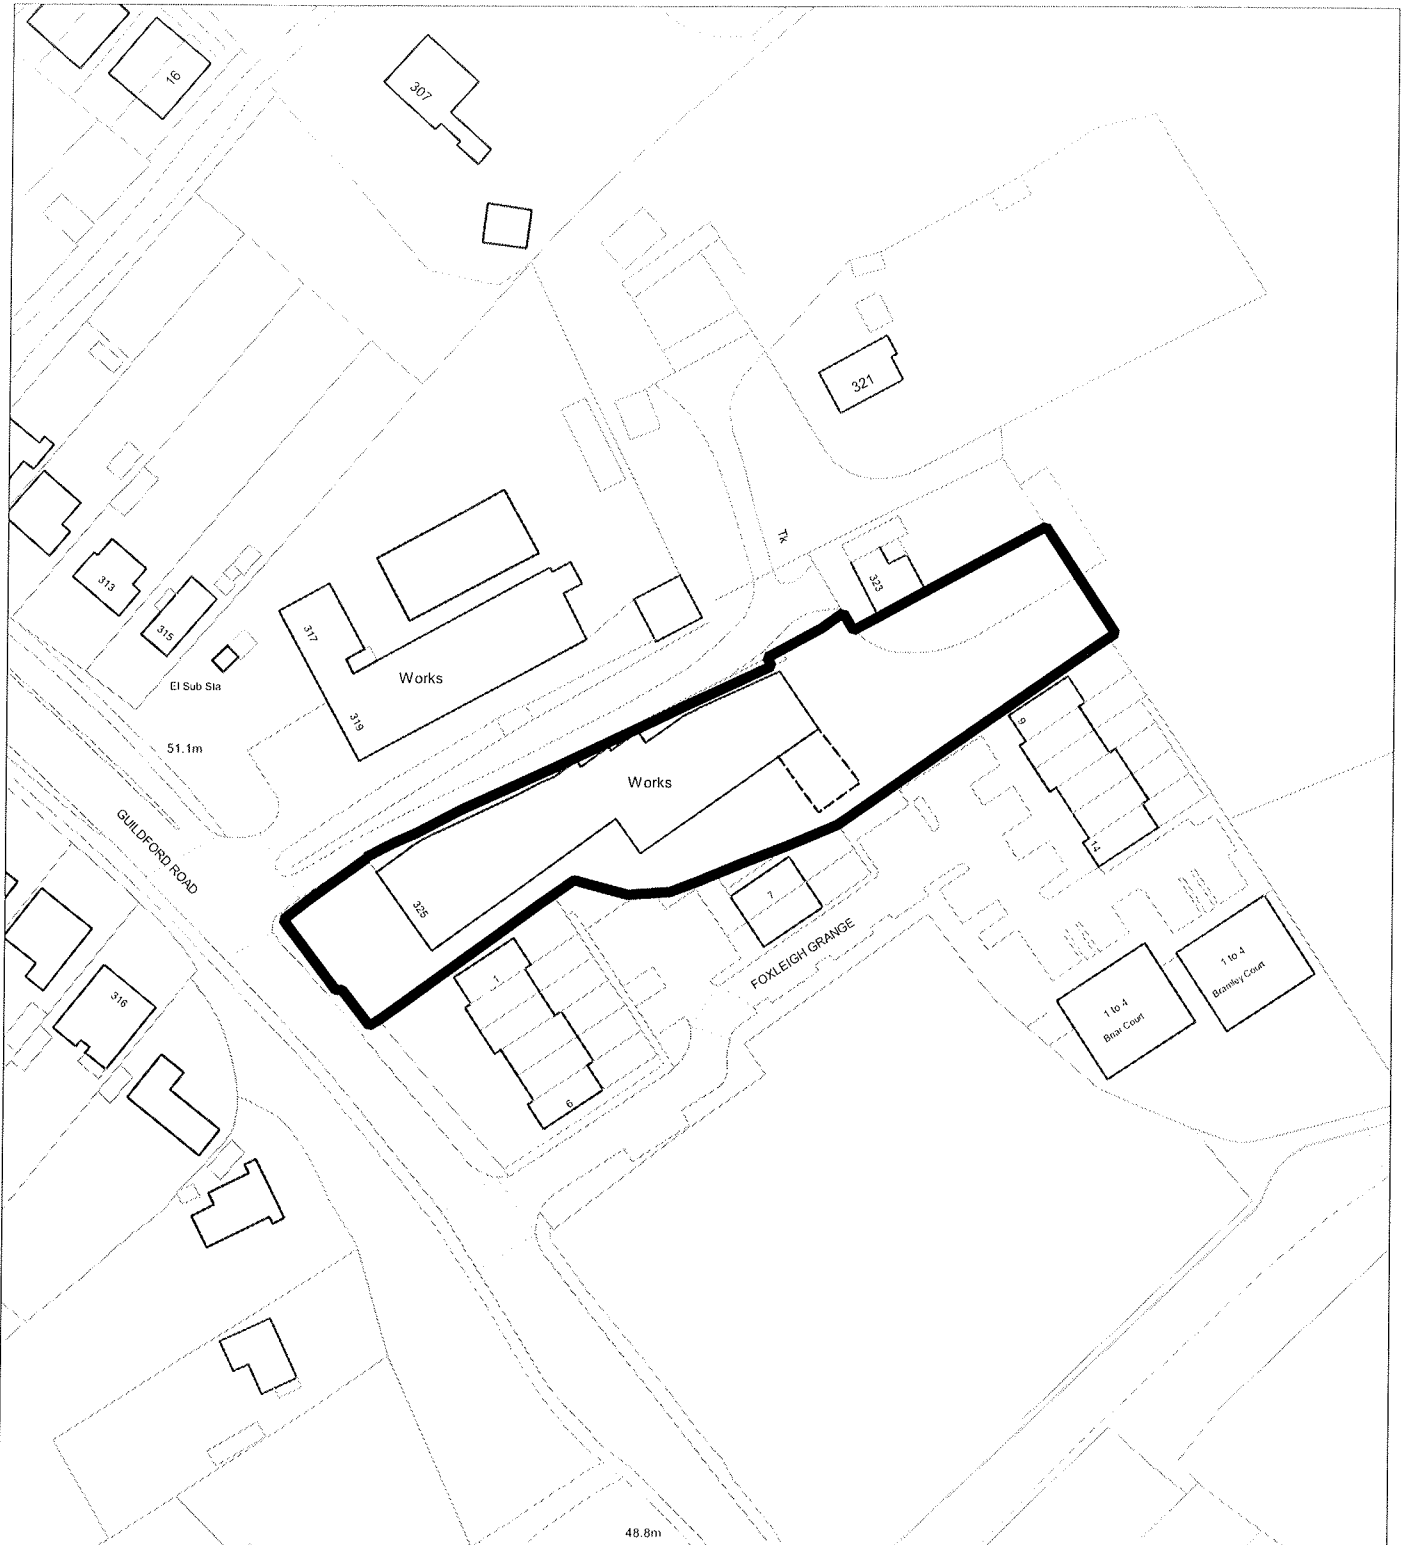 16
307
321
Tk
323
313
315
317
El Sub Sta
Works
319
51.1m
9
Works
GUILDFORD ROAD
14
7
325
FOXLEIGH GRANGE
1 to 4
Bramley Court
1
316
1 to 4
Briar Court
6
48.8m